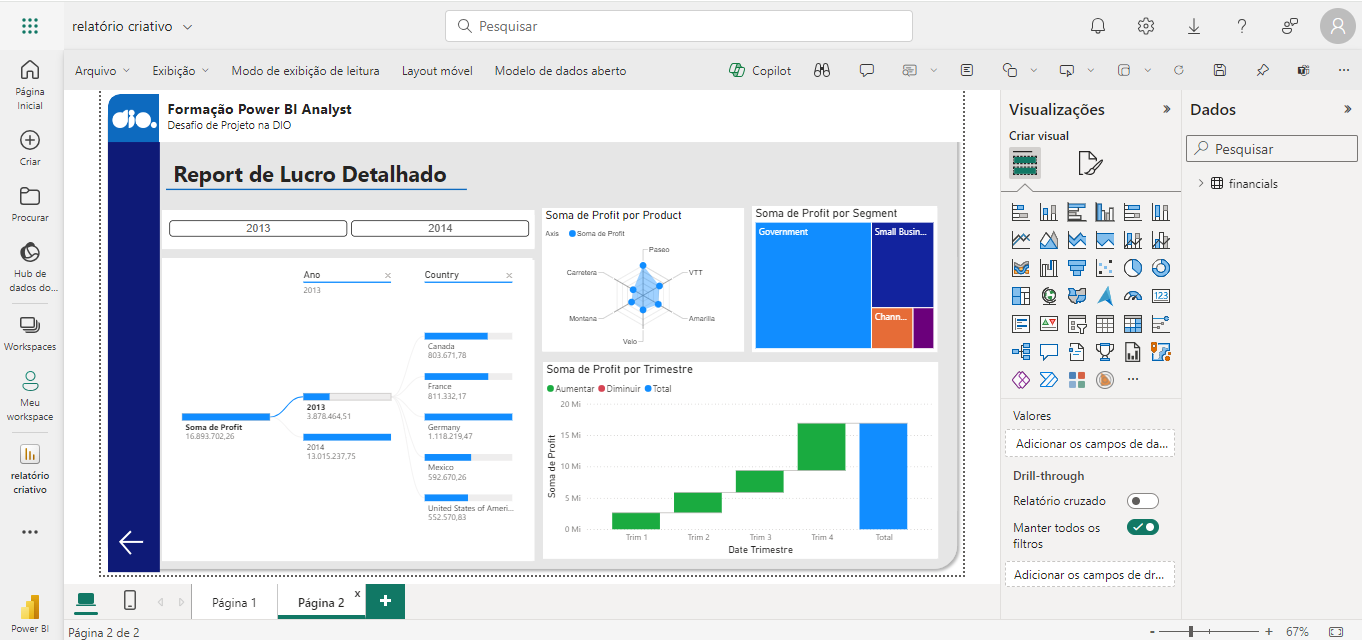 relatório criativo
Pesquisar
Arquivo
Exibição
Modo de exibição de leitura
Layout móvel
Modelo de dados aberto
Copilot
Página
Inicial
Criar
Procurar
Hub de
dados do...
Workspaces
Meu
workspace
relatório
criativo
Power BI
dio.
Formação Power BI Analyst
Desafio de Projeto na DIO
Report de Lucro Detalhado
2013
2014
Ano
2013
Country
Soma de Profit
16.893.702,26
2013
3.878.464,51
2014
13.015.237,75
Canada
803.671,78
France
811.332,17
Germany
1.118.219,47
Mexico
592.670,26
United States of Ameri...
552.570,83
Soma de Profit por Product
Axis Soma de Profit
Paseo
Carretera
VTT
Montana
Amarilla
Velo
Soma de Profit por Segment
Government
Small Busin...
Chann...
Soma de Profit por Trimestre
Aumentar Diminuir Total
Soma de Profit
20 Mi
15 Mi
10 Mi
5 Mi
0 Mi
Trim 1
Trim 2
Trim 3
Trim 4
Total
Date Trimestre
Visualizações
Criar visual
123
Valores
Adicionar os campos de da...
Drill-through
Relatório cruzado
Manter todos os
filtros
Adicionar os campos de dr...
Dados
Pesquisar
financials
Página 1
Página 2
x
+
Página 2 de 2
- + 67%